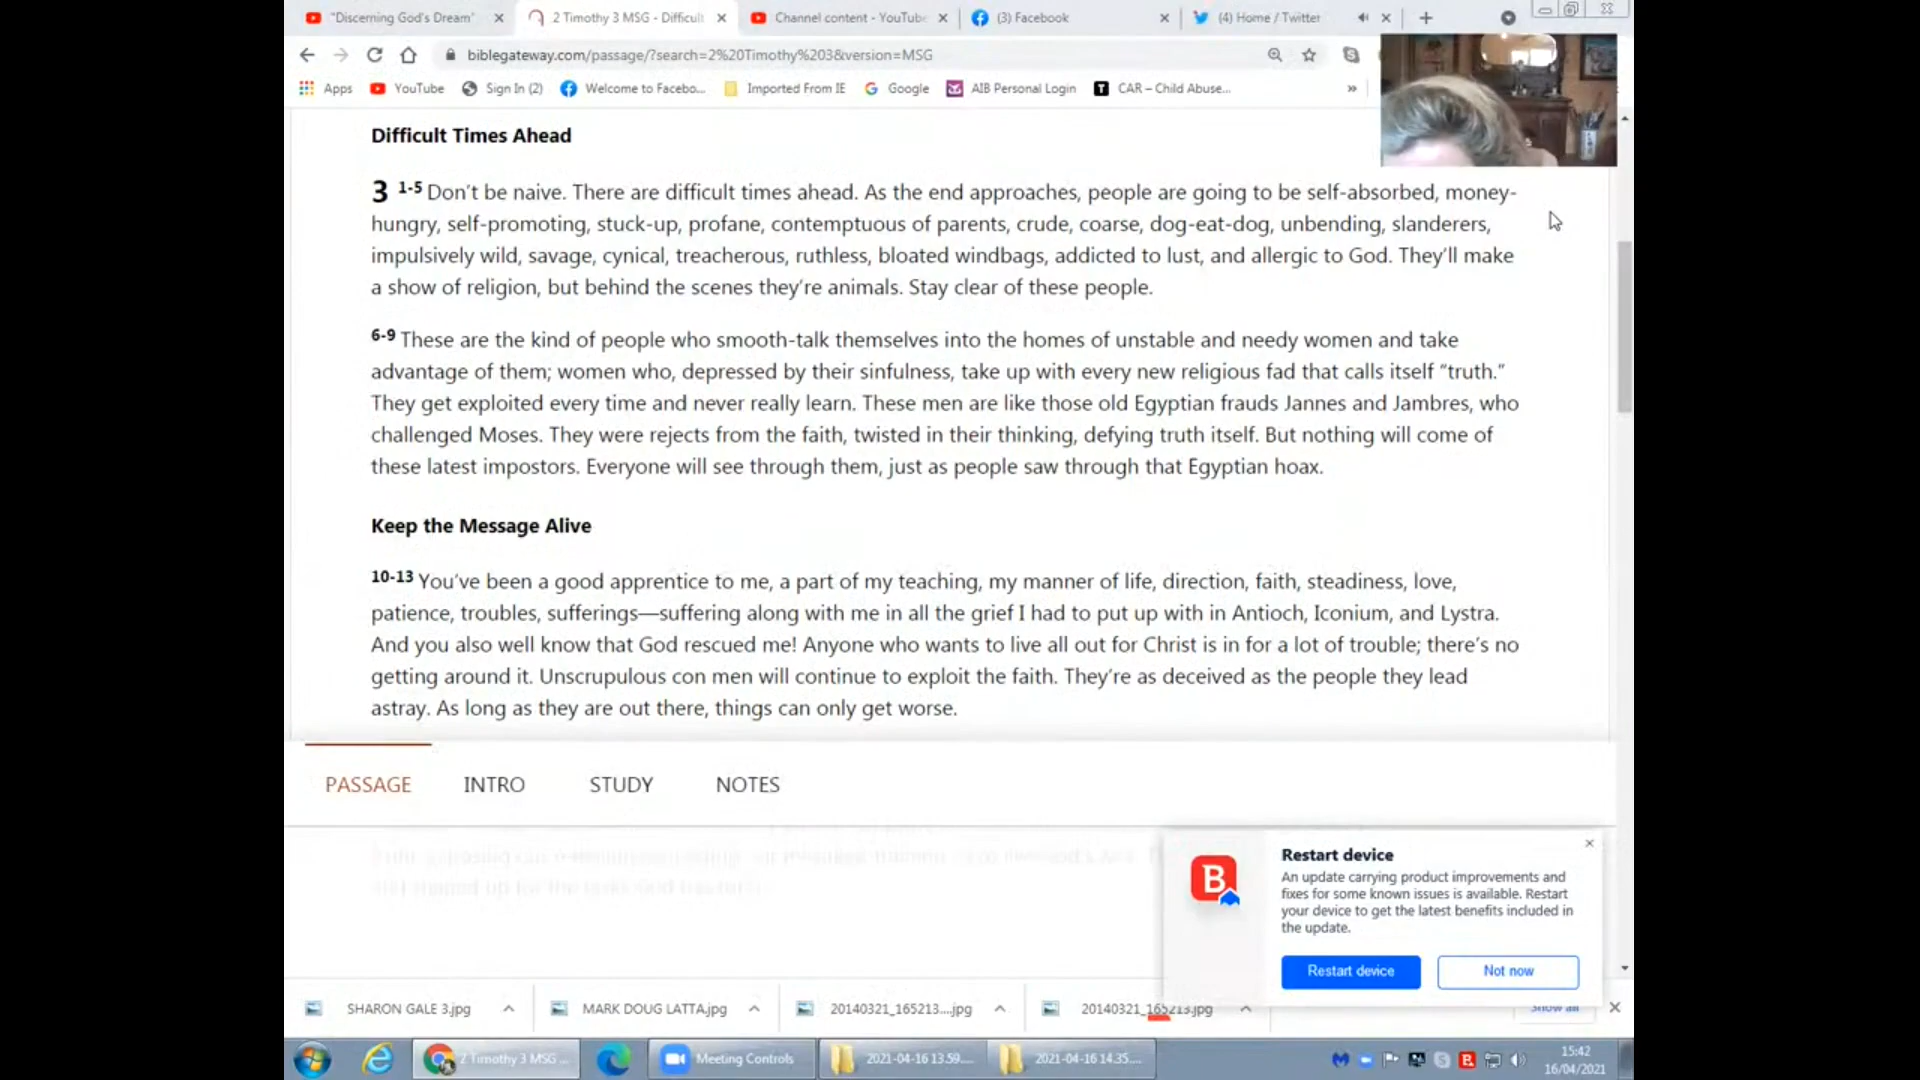 "Discerning God's Dream"
2 Timothy 3 MSG - Difficult
Channel content - YouTube
(3) Facebook
(4) Home / Twitter
biblegateway.com/passage/?search=2%20Timothy%203&version=MSG
Apps YouTube Sign In (2) Welcome to Facebo... Imported From IE Google AIB Personal Login CAR – Child Abuse... »
Difficult Times Ahead
3 1-5 Don't be naive. There are difficult times ahead. As the end approaches, people are going to be self-absorbed, money-
hungry, self-promoting, stuck-up, profane, contemptuous of parents, crude, coarse, dog-eat-dog, unbending, slanderers,
impulsively wild, savage, cynical, treacherous, ruthless, bloated windbags, addicted to lust, and allergic to God. They'll make
a show of religion, but behind the scenes they're animals. Stay clear of these people.
6-9 These are the kind of people who smooth-talk themselves into the homes of unstable and needy women and take
advantage of them; women who, depressed by their sinfulness, take up with every new religious fad that calls itself “truth.”
They get exploited every time and never really learn. These men are like those old Egyptian frauds Jannes and Jambres, who
challenged Moses. They were rejects from the faith, twisted in their thinking, defying truth itself. But nothing will come of
these latest impostors. Everyone will see through them, just as people saw through that Egyptian hoax.
Keep the Message Alive
10-13 You've been a good apprentice to me, a part of my teaching, my manner of life, direction, faith, steadiness, love,
patience, troubles, sufferings—suffering along with me in all the grief I had to put up with in Antioch, Iconium, and Lystra.
And you also well know that God rescued me! Anyone who wants to live all out for Christ is in for a lot of trouble; there's no
getting around it. Unscrupulous con men will continue to exploit the faith. They're as deceived as the people they lead
astray. As long as they are out there, things can only get worse.
PASSAGE INTRO STUDY NOTES
B
Restart device
An update carrying product improvements and
fixes for some known issues is available. Restart
your device to get the latest benefits included in
the update.
Restart device Not now
SHARON GALE 3.jpg MARK DOUG LATTA.jpg 20140321_165213....jpg 20140321_165213.jpg Show all
2 Timothy 3 MSG ... Meeting Controls 2021-04-16 13.59.... 2021-04-16 14.35....
15:42
16/04/2021